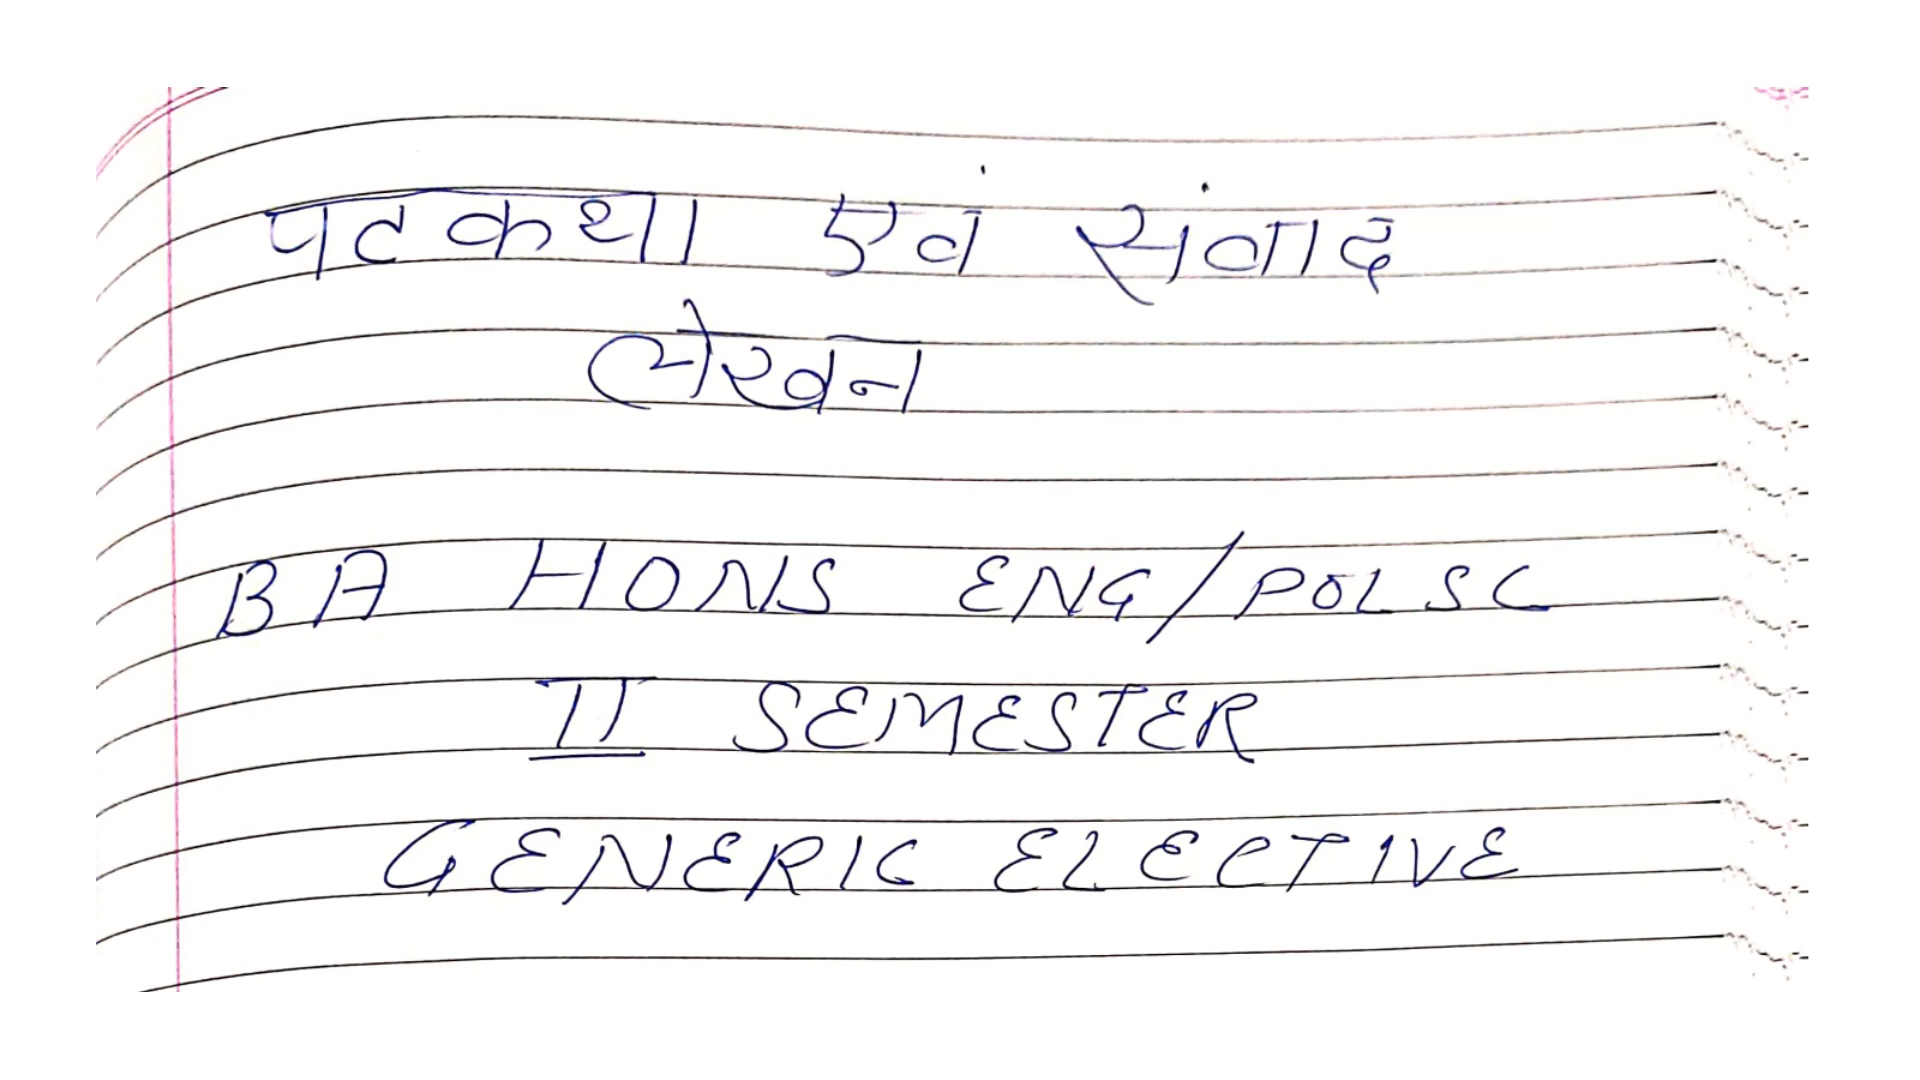 पटकथा एवं संवाद
लेखन
BA HONS ENG/POLSC
II SEMESTER
GENERIC ELECTIVE